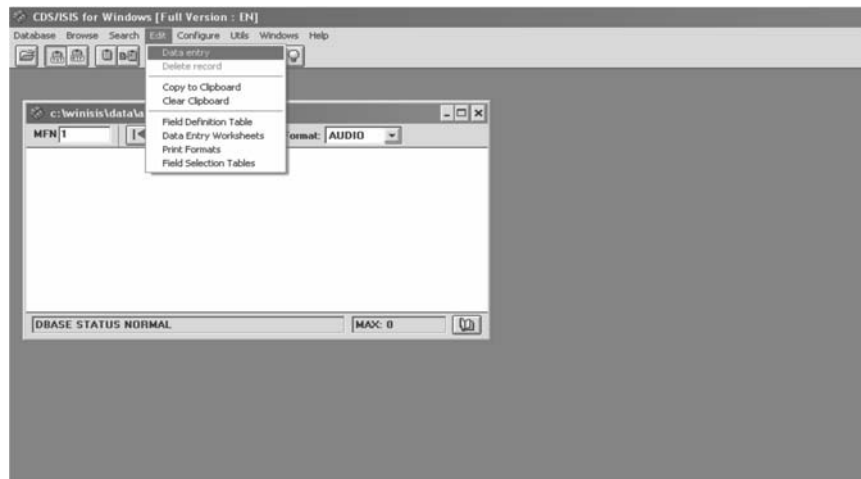 CDS/ISIS for Windows [Full Version : EN]
Database Browse Search Edit Configure Utils Windows Help
Data entry
Delete record
Copy to Clipboard
Clear Clipboard
Field Definition Table
Data Entry Worksheets
Print Formats
Field Selection Tables
c:\winisis\data\a
MFN 1 ormat: AUDIO
DBASE STATUS NORMAL MAX: 0